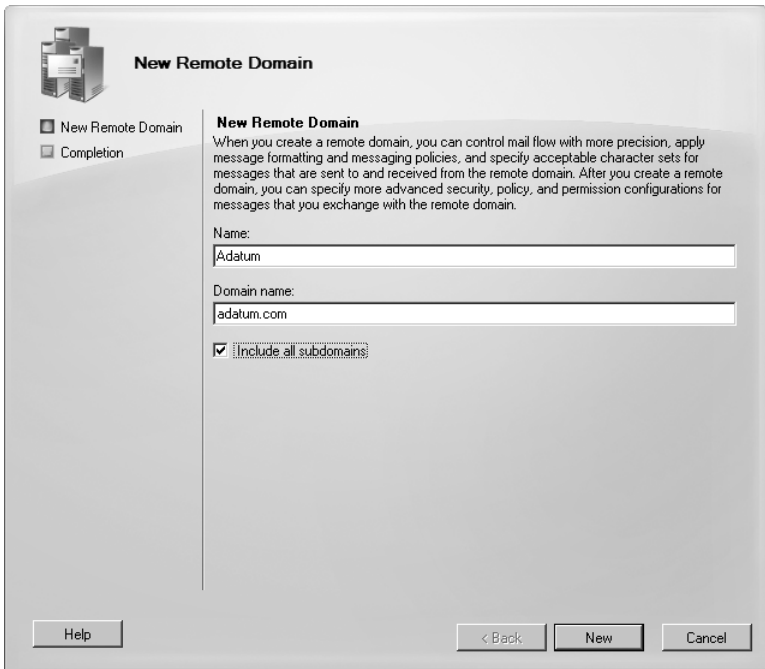 New Remote Domain
New Remote Domain
Completion
New Remote Domain
When you create a remote domain, you can control mail flow with more precision, apply
message formatting and messaging policies, and specify acceptable character sets for
messages that are sent to and received from the remote domain. After you create a remote
domain, you can specify more advanced security, policy, and permission configurations for
messages that you exchange with the remote domain.
Name:
Adatum
Domain name:
adatum.com
Include all subdomains
Help
< Back
New
Cancel